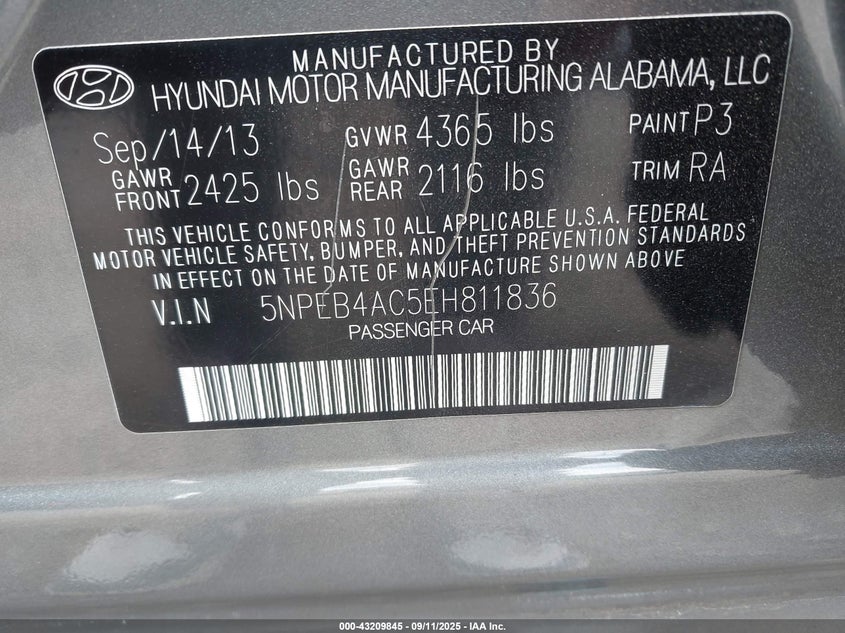 MANUFACTURED BY
HYUNDAI MOTOR MANUFACTURING ALABAMA, LLC
Sep/14/13 GVWR 4365 lbs PAINT P3
GAWR FRONT 2425 lbs GAWR REAR 2116 lbs TRIM RA
THIS VEHICLE CONFORMS TO ALL APPLICABLE U.S.A. FEDERAL
MOTOR VEHICLE SAFETY, BUMPER, AND THEFT PREVENTION STANDARDS
IN EFFECT ON THE DATE OF MANUFACTURE SHOWN ABOVE
V.I.N 5NPEB4AC5EH811836
PASSENGER CAR
000-43209845 - 09/11/2025 - IAA Inc.